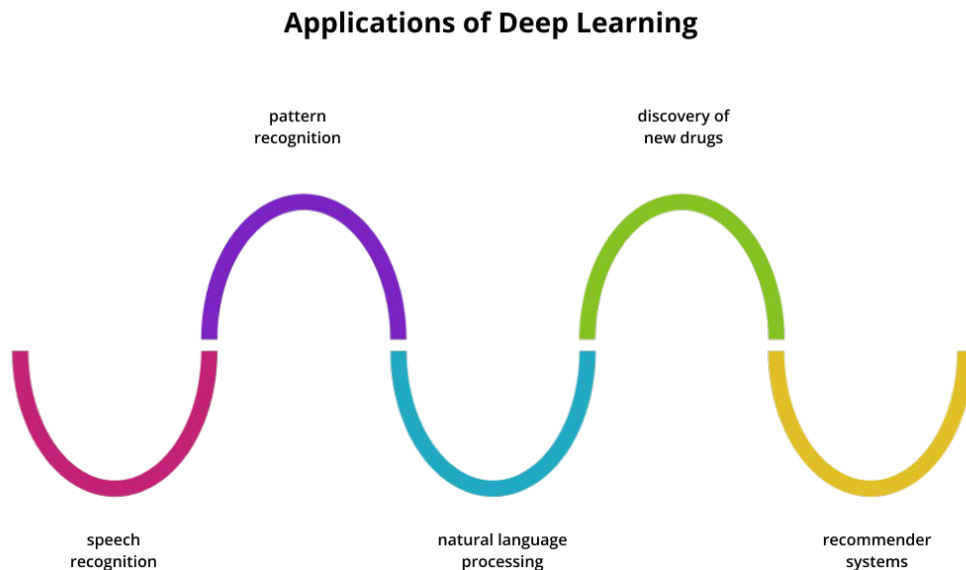 Applications of Deep Learning
pattern
recognition
discovery of
new drugs
speech
recognition
natural language
processing
recommender
systems